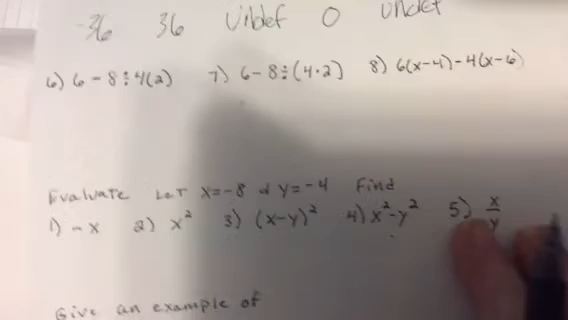 -36 36 Undef 0 undef
6) 6 - 8 ÷ 4(2) 7) 6 - 8 ÷ (4·2) 8) 6(x-4) - 4(x-6)
Evaluate Let x=-8 & y=-4 Find
1) -x 2) x² 3) (x-y)² 4) x²-y² 5) x/y
Give an example of